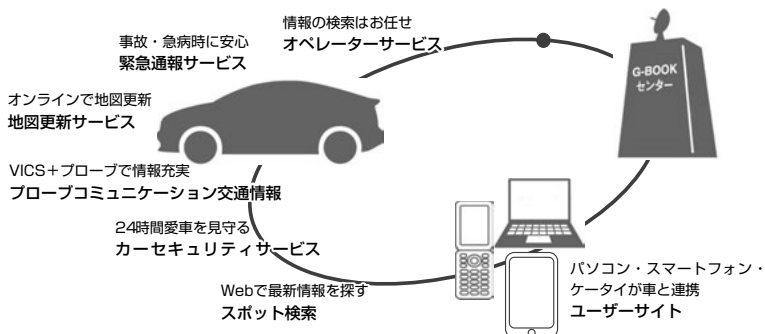 情報の検索はお任せ
オペレーターサービス
事故・急病時に安心
緊急通報サービス
オンラインで地図更新
地図更新サービス
VICS＋プローブで情報充実
プローブコミュニケーション交通情報
24時間愛車を見守る
カーセキュリティサービス
Webで最新情報を探す
スポット検索
G-BOOK
センター
パソコン・スマートフォン・
ケータイが車と連携
ユーザーサイト